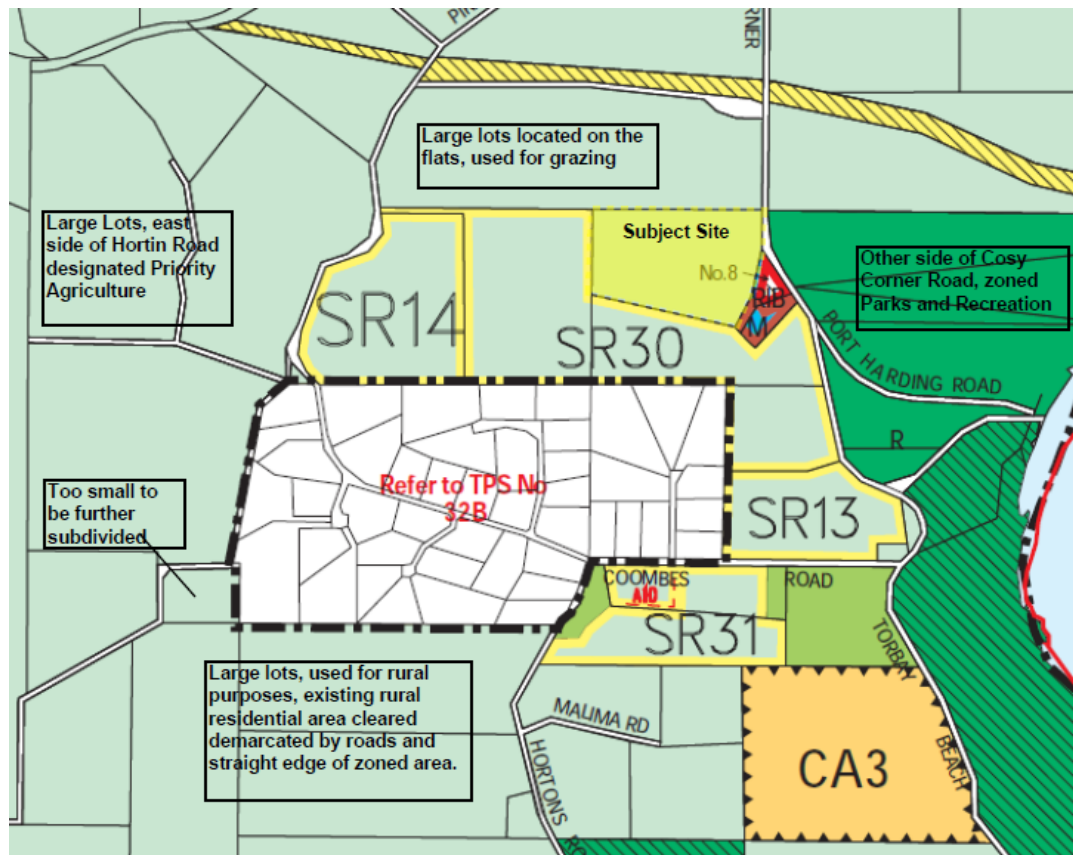 RNER
Large lots located on the
flats, used for grazing
Large Lots, east
side of Hortin Road
designated Priority
Agriculture
Subject Site
No.8
RIB
M
Other side of Cosy
Corner Road, zoned
Parks and Recreation
SR14
SR30
PORT HARDING ROAD
R
Refer to TPS No
32B
Too small to
be further
subdivided
SR13
COOMBES ROAD
A10
SR31
TORBAY
BEACH
Large lots, used for rural
purposes, existing rural
residential area cleared
demarcated by roads and
straight edge of zoned area.
MALIMA RD
HORTONS
CA3